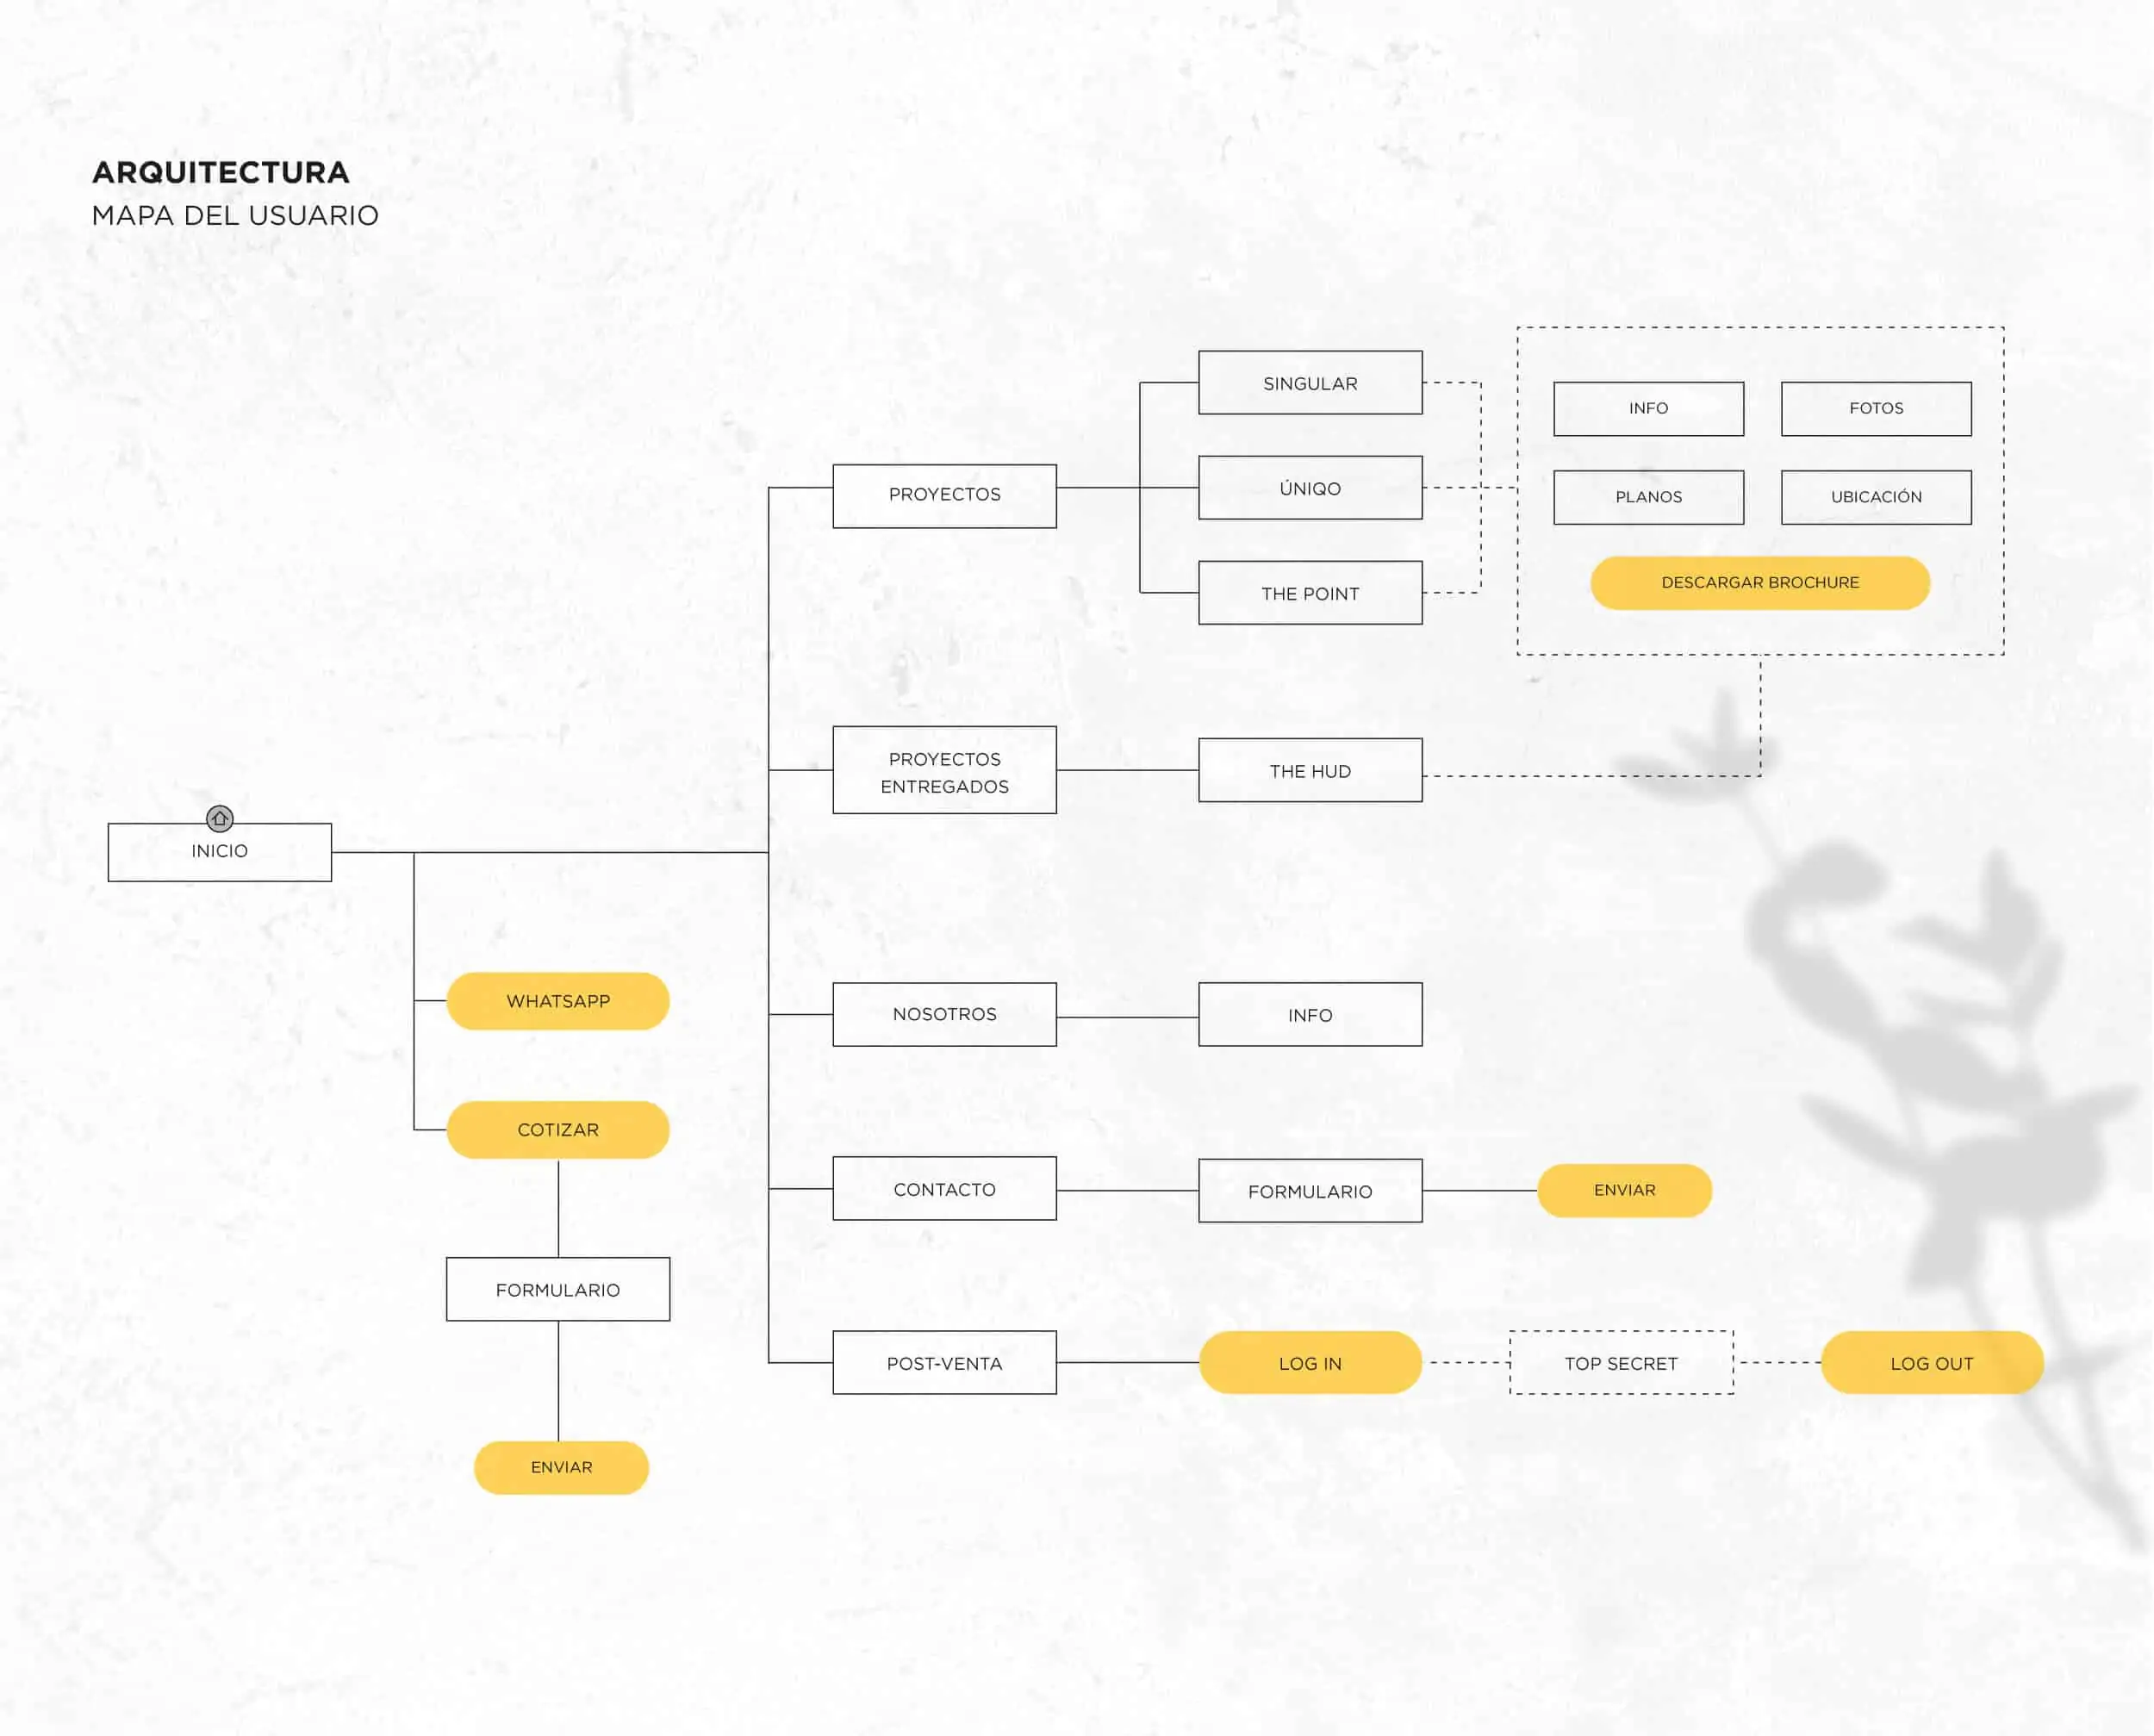 ARQUITECTURA
MAPA DEL USUARIO
INICIO
WHATSAPP
COTIZAR
FORMULARIO
ENVIAR
PROYECTOS
SINGULAR
ÚNIQO
THE POINT
INFO
FOTOS
PLANOS
UBICACIÓN
DESCARGAR BROCHURE
PROYECTOS
ENTREGADOS
THE HUD
NOSOTROS
INFO
CONTACTO
FORMULARIO
ENVIAR
POST-VENTA
LOG IN
TOP SECRET
LOG OUT